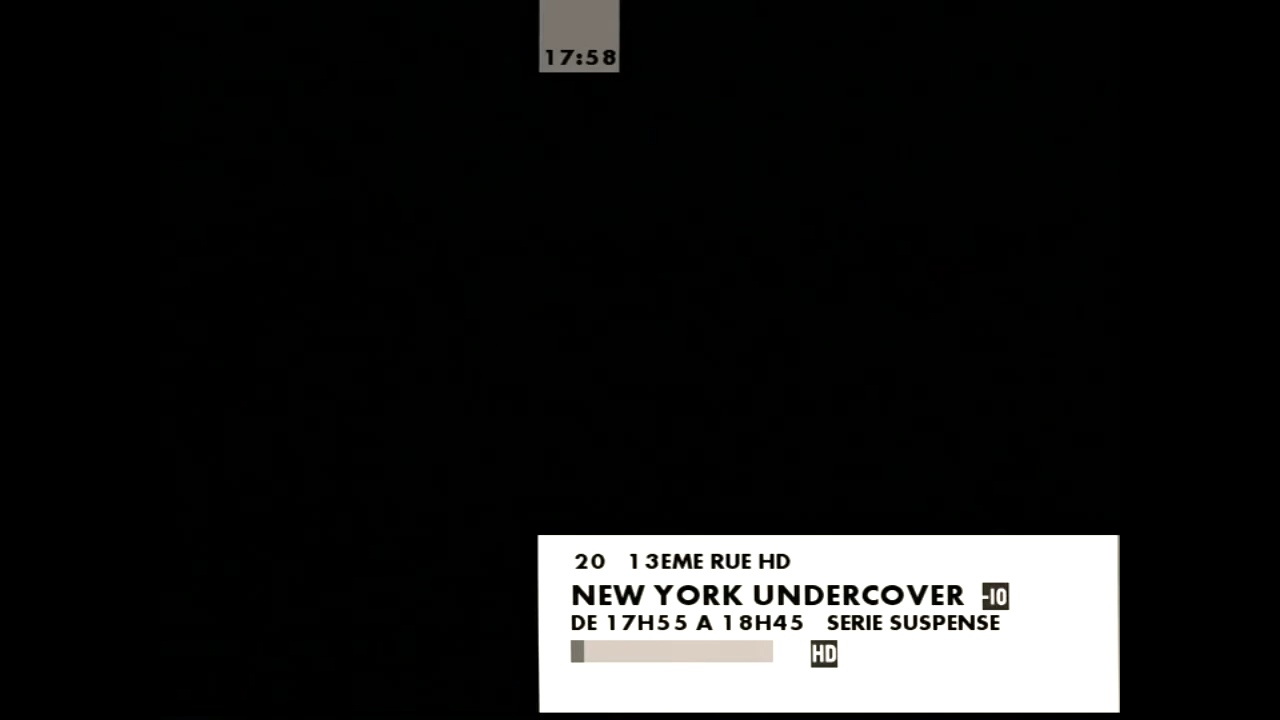 17:58
20 13EME RUE HD
NEW YORK UNDERCOVER -10
DE 17H55 A 18H45 SERIE SUSPENSE
HD